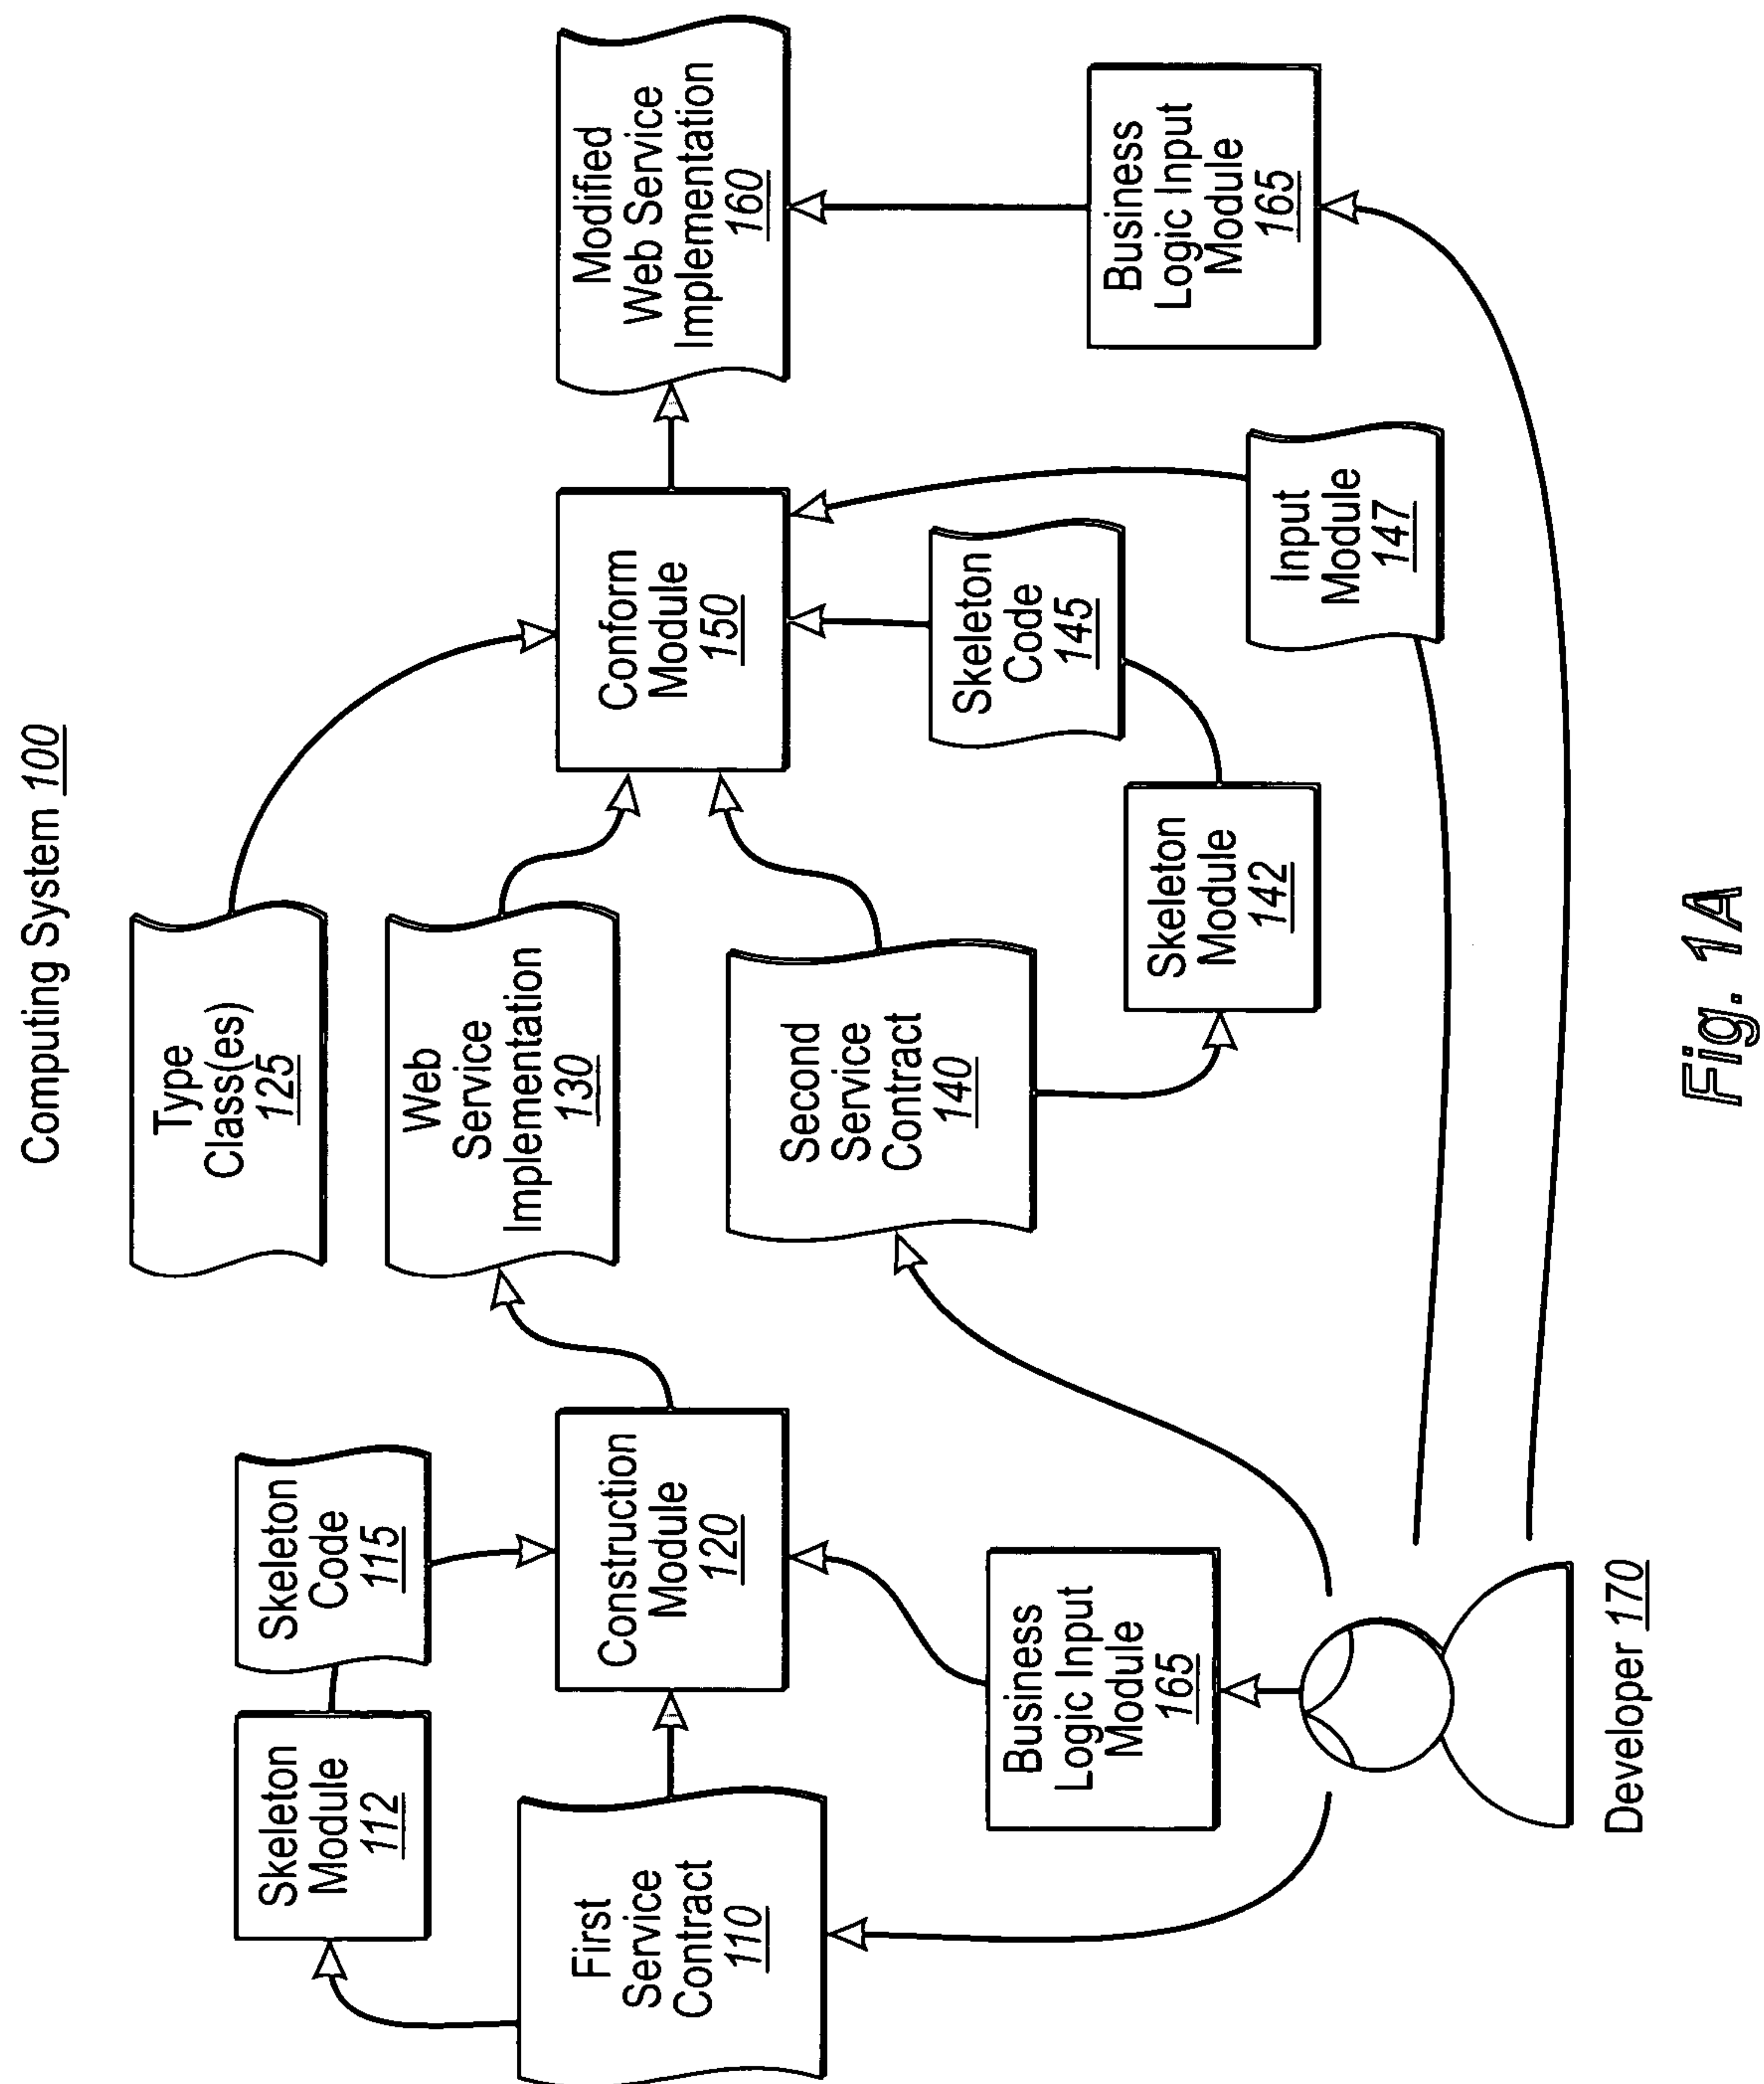 Computing System 100
Skeleton
Module
112
Skeleton
Code
115
Type
Class(es)
125
First
Service
Contract
110
Construction
Module
120
Web
Service
Implementation
130
Conform
Module
150
Modified
Web Service
Implementation
160
Second
Service
Contract
140
Skeleton
Code
145
Business
Logic Input
Module
165
Skeleton
Module
142
Input
Module
147
Business
Logic Input
Module
165
Developer 170
Fig. 1A